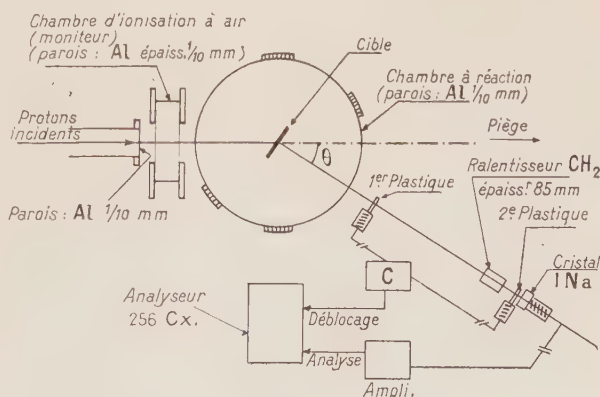 Chambre d'ionisation à air
(moniteur)
(parois : Al épaiss. 1/10 mm)
Cible
Chambre à réaction
(parois : Al 1/10 mm)
Protons
incidents
Piège
θ
1er Plastique
Ralentisseur CH2
épaiss.r 85 mm
2e Plastique
Parois : Al 1/10 mm
Cristal
INa
C
Analyseur
256 Cx.
Déblocage
Analyse
Ampli.